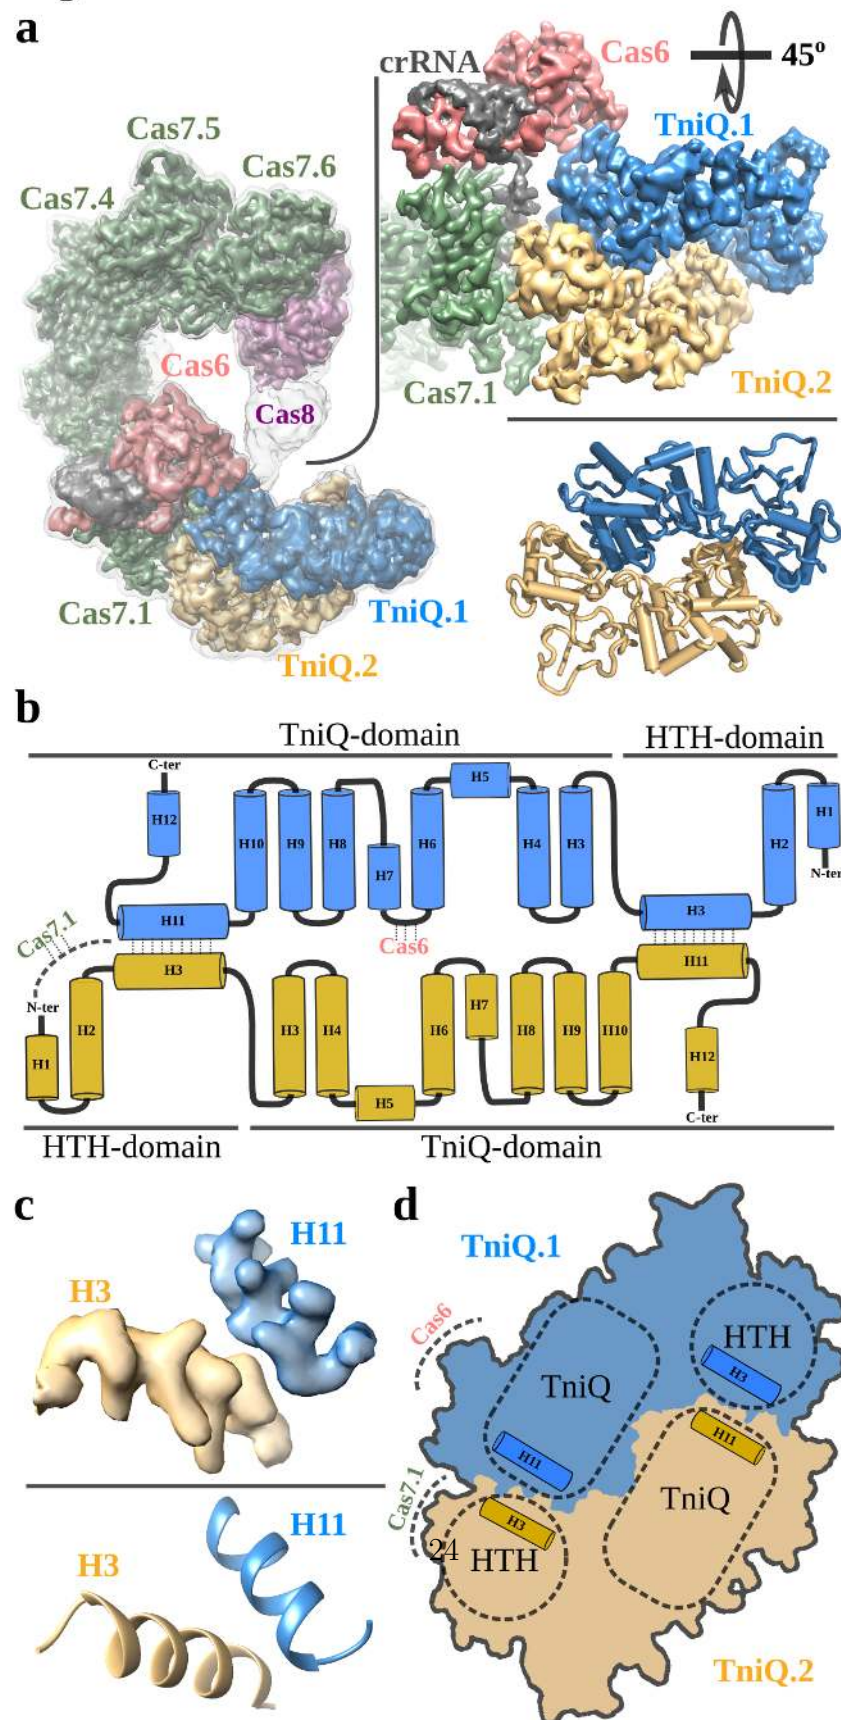 a
crRNA
Cas6
45º
TniQ.1
Cas7.5
Cas7.6
Cas7.4
Cas6
Cas8
Cas7.1
TniQ.2
Cas7.1
TniQ.1
TniQ.2
b
TniQ-domain
HTH-domain
C-ter
H12
H10
H9
H8
H7
H6
H5
H4
H3
H2
H1
N-ter
H11
H3
Cas7.1
Cas6
H3
H11
N-ter
H1
H2
H3
H4
H5
H6
H7
H8
H9
H10
H12
C-ter
HTH-domain
TniQ-domain
c
H11
H3
H11
H3
d
TniQ.1
Cas6
HTH
H3
TniQ
H11
H11
TniQ
Cas7.1
H3
24
HTH
TniQ.2